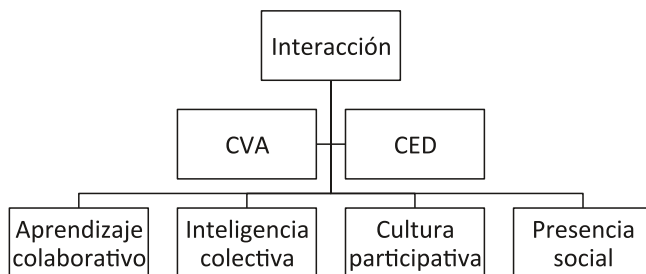 Interacción
CVA
CED
Aprendizaje
colaborativo
Inteligencia
colectiva
Cultura
participativa
Presencia
social